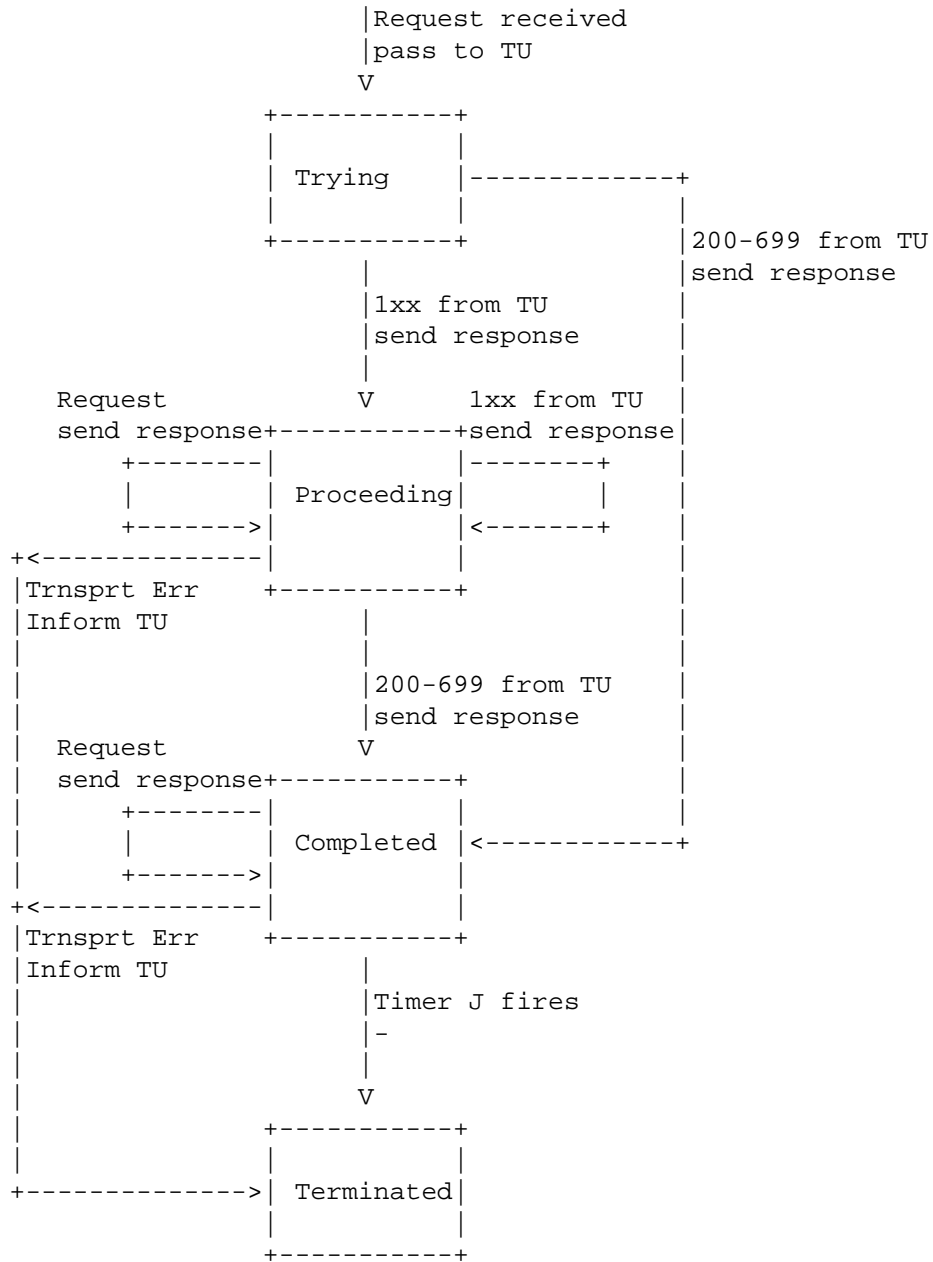 Request received
pass to TU
Trying
200-699 from TU
send response
1xx from TU
send response
Request
send response
1xx from TU
send response
Proceeding
Trnsprt Err
Inform TU
200-699 from TU
send response
Request
send response
Completed
Trnsprt Err
Inform TU
Timer J fires
-
Terminated